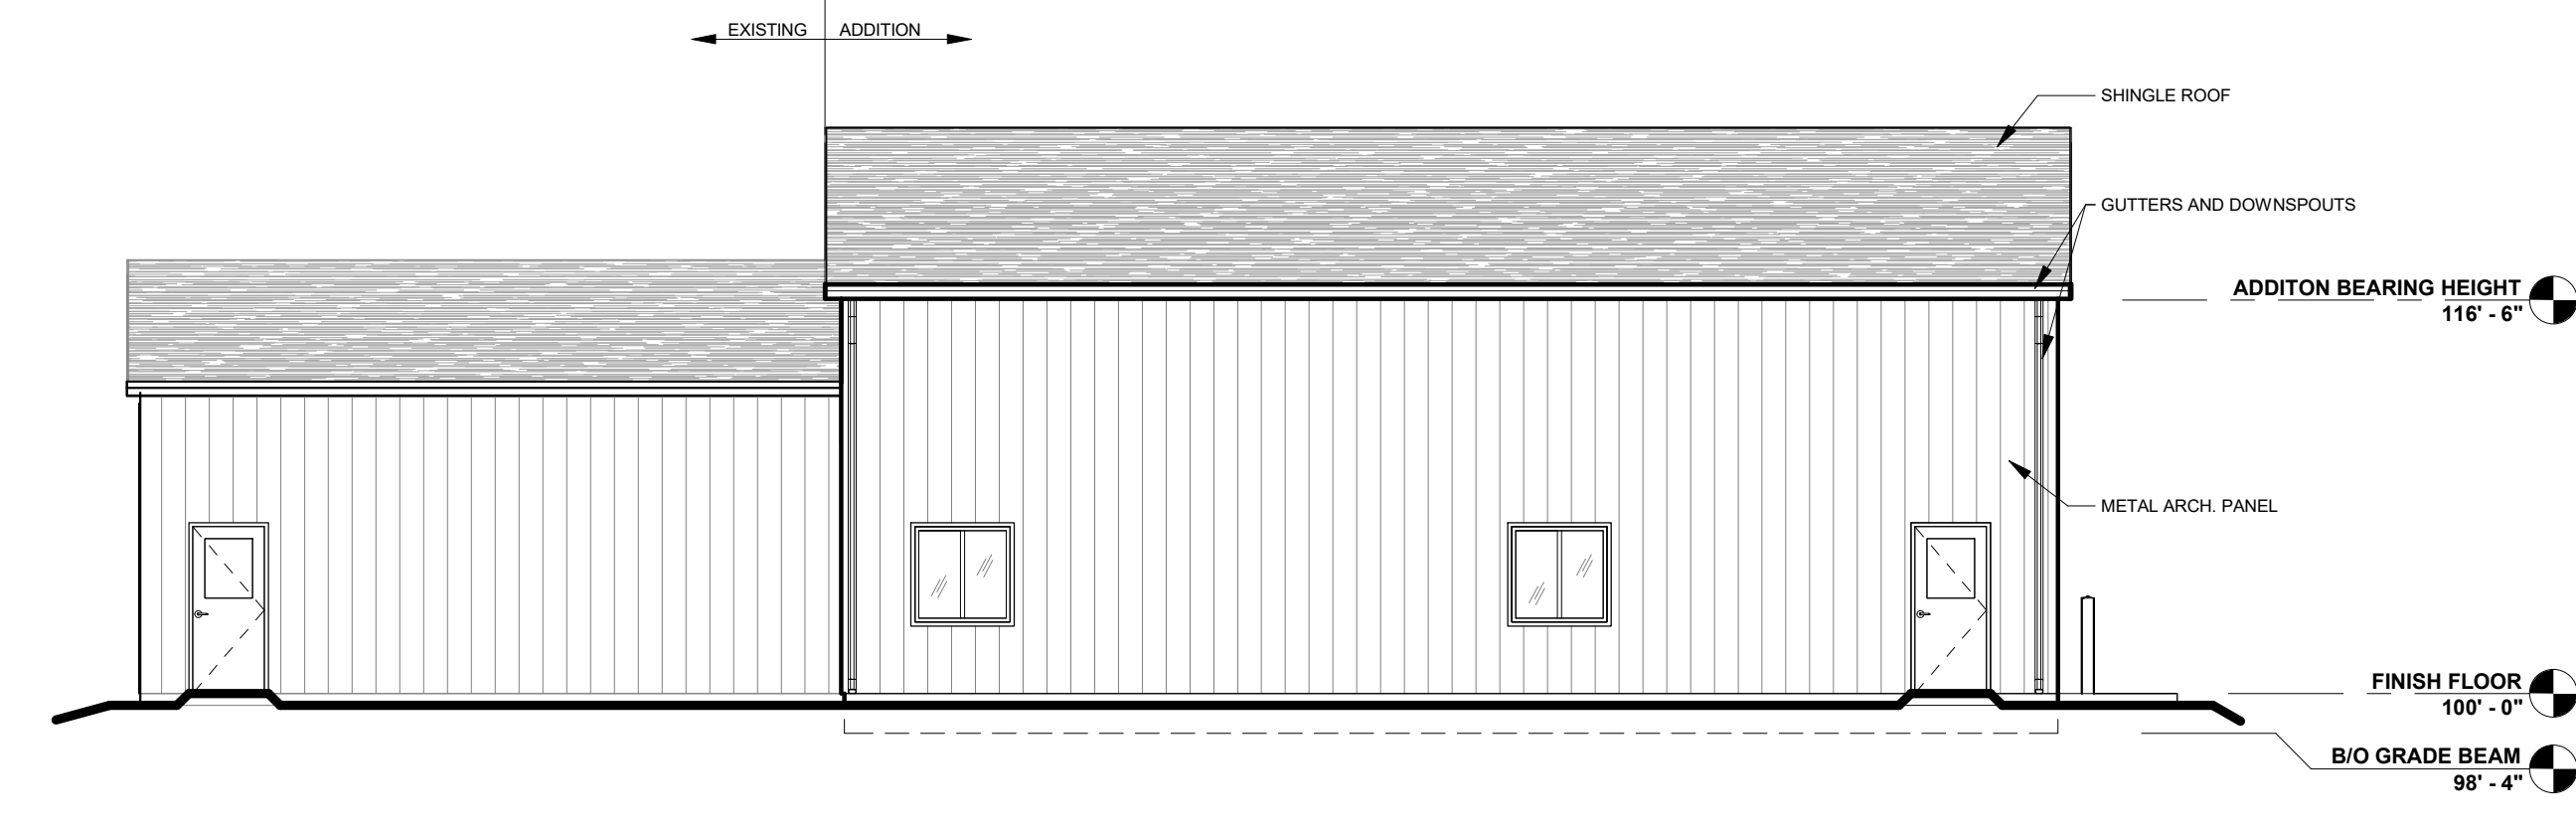 EXISTING
ADDITION
SHINGLE ROOF
GUTTERS AND DOWNSPOUTS
ADDITON BEARING HEIGHT
116' - 6"
METAL ARCH. PANEL
FINISH FLOOR
100' - 0"
B/O GRADE BEAM
98' - 4"